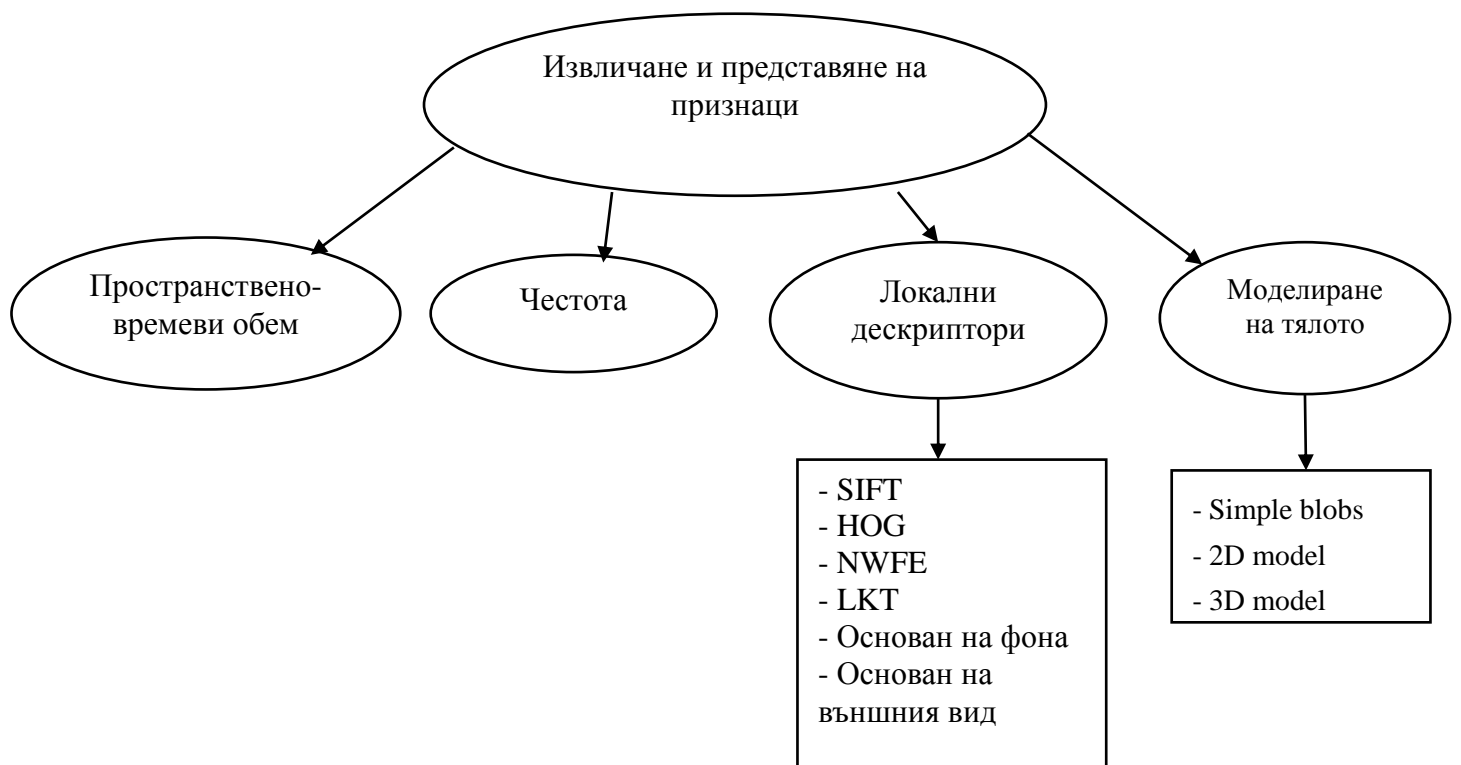 Извличане и представяне на
признаци
Пространствено-
времеви обем
Честота
Локални
дескриптори
Моделиране
на тялото
- SIFT
- HOG
- NWFE
- LKT
- Основан на фона
- Основан на
външния вид
- Simple blobs
- 2D model
- 3D model